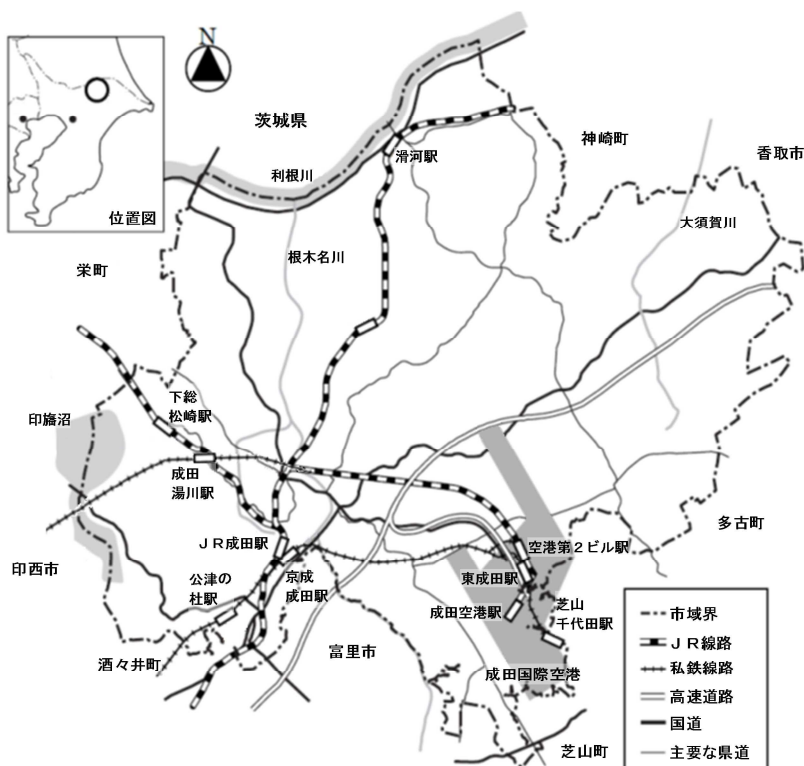 N
茨城県
神崎町
香取市
滑河駅
利根川
位置図
大須賀川
根木名川
栄町
下総
松崎駅
印旛沼
成田
湯川駅
多古町
JR成田駅
空港第2ビル駅
印西市
公津の
杜駅
京成
成田駅
東成田駅
芝山
千代田駅
成田空港駅
富里市
酒々井町
成田国際空港
芝山町
市域界
JR線路
私鉄線路
高速道路
国道
主要な県道